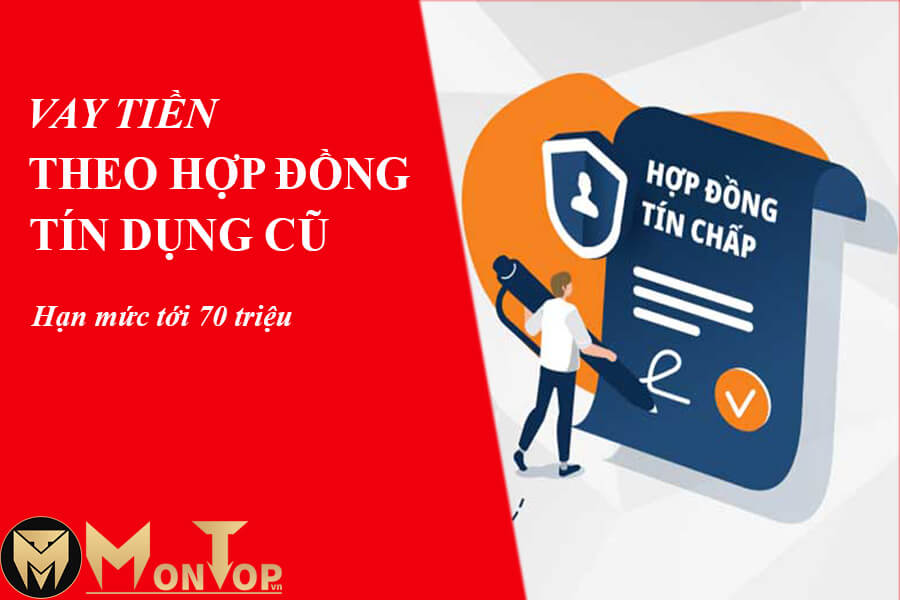 VAY TIỀN
THEO HỢP ĐỒNG
TÍN DỤNG CŨ
Hạn mức tới 70 triệu
HỢP ĐỒNG
TÍN CHẤP
MONTOP.vn